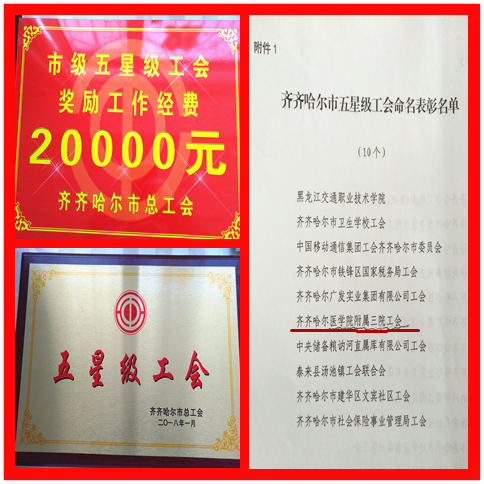 市级五星级工会
奖励工作经费
20000元
齐齐哈尔市总工会
五星级工会
齐齐哈尔市总工会
二〇一八年一月
附件1
齐齐哈尔市五星级工会命名表彰名单
（10个）
黑龙江交通职业技术学院
齐齐哈尔市卫生学校工会
中国移动通信集团工会齐齐哈尔市委员会
齐齐哈尔市铁锋区国家税务局工会
齐齐哈尔广发实业集团有限公司工会
齐齐哈尔医学院附属三院工会
中央储备粮讷河直属库有限公司工会
泰来县汤池镇工会联合会
齐齐哈尔市建华区文宾社区工会
齐齐哈尔市社会保险事业管理局工会